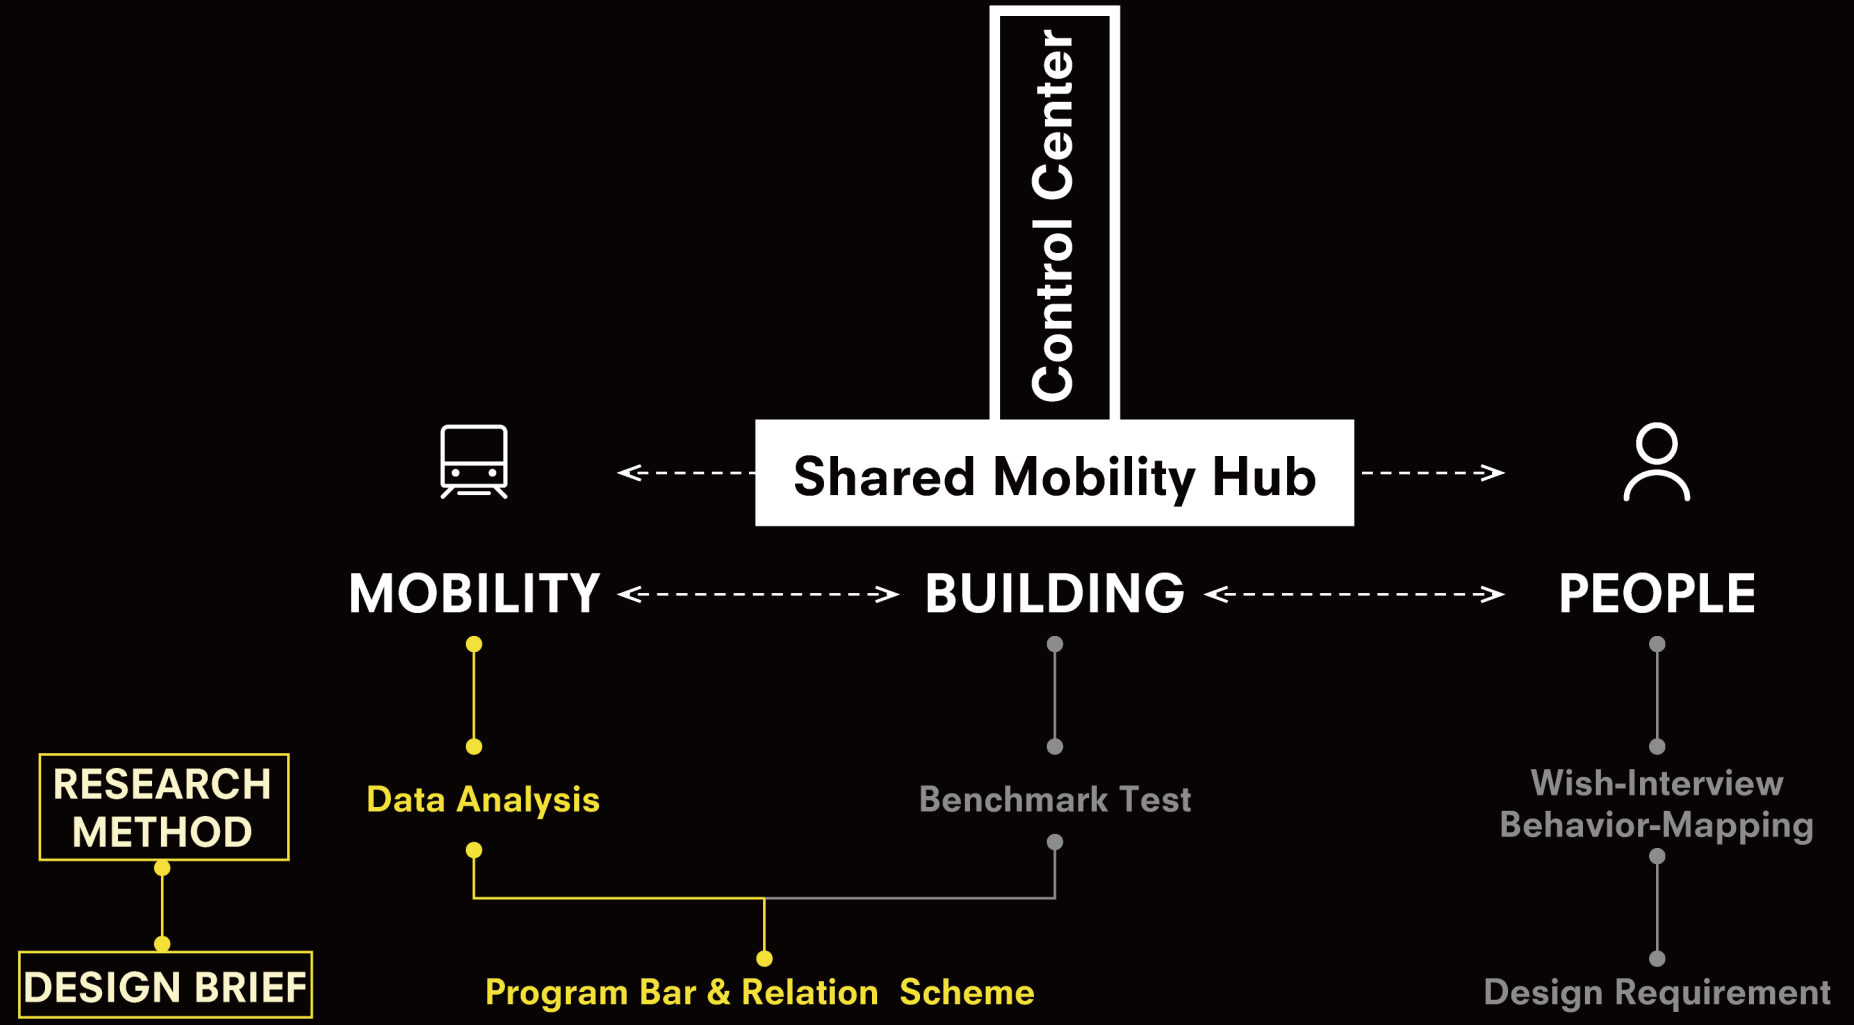 Control Center
Shared Mobility Hub
MOBILITY
BUILDING
PEOPLE
RESEARCH
METHOD
Data Analysis
Benchmark Test
Wish-Interview
Behavior-Mapping
DESIGN BRIEF
Program Bar & Relation Scheme
Design Requirement